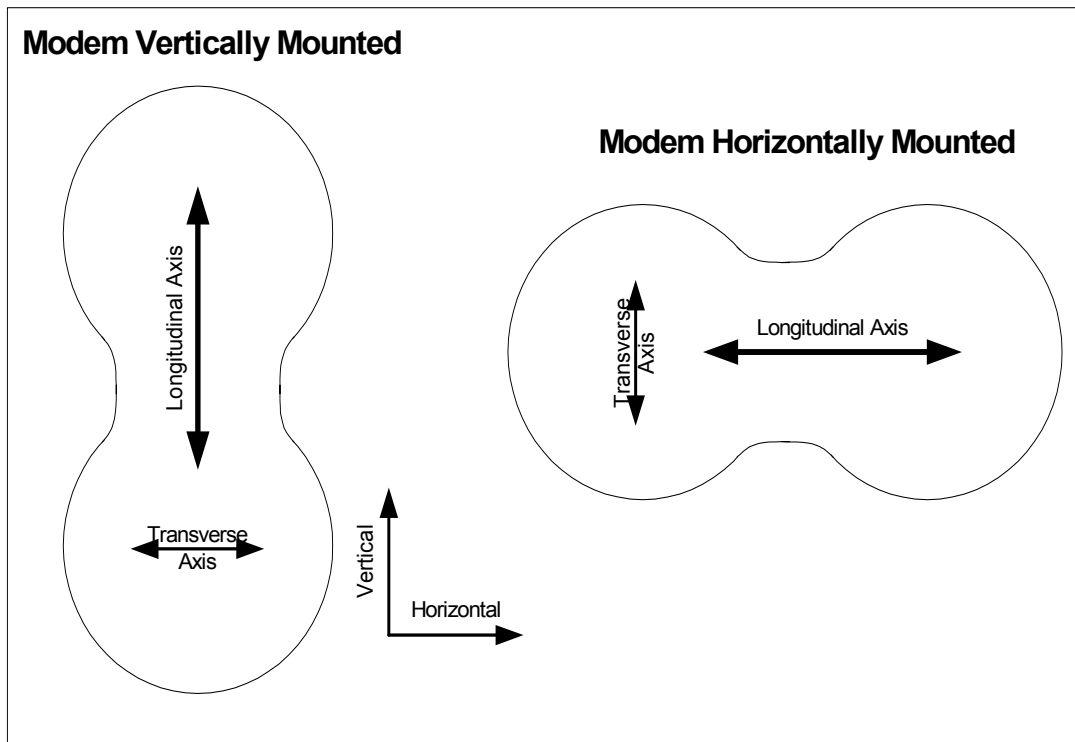 Modem Vertically Mounted
Modem Horizontally Mounted
Longitudinal Axis
Transverse
Axis
Vertical
Horizontal
Transverse
Axis
Longitudinal Axis